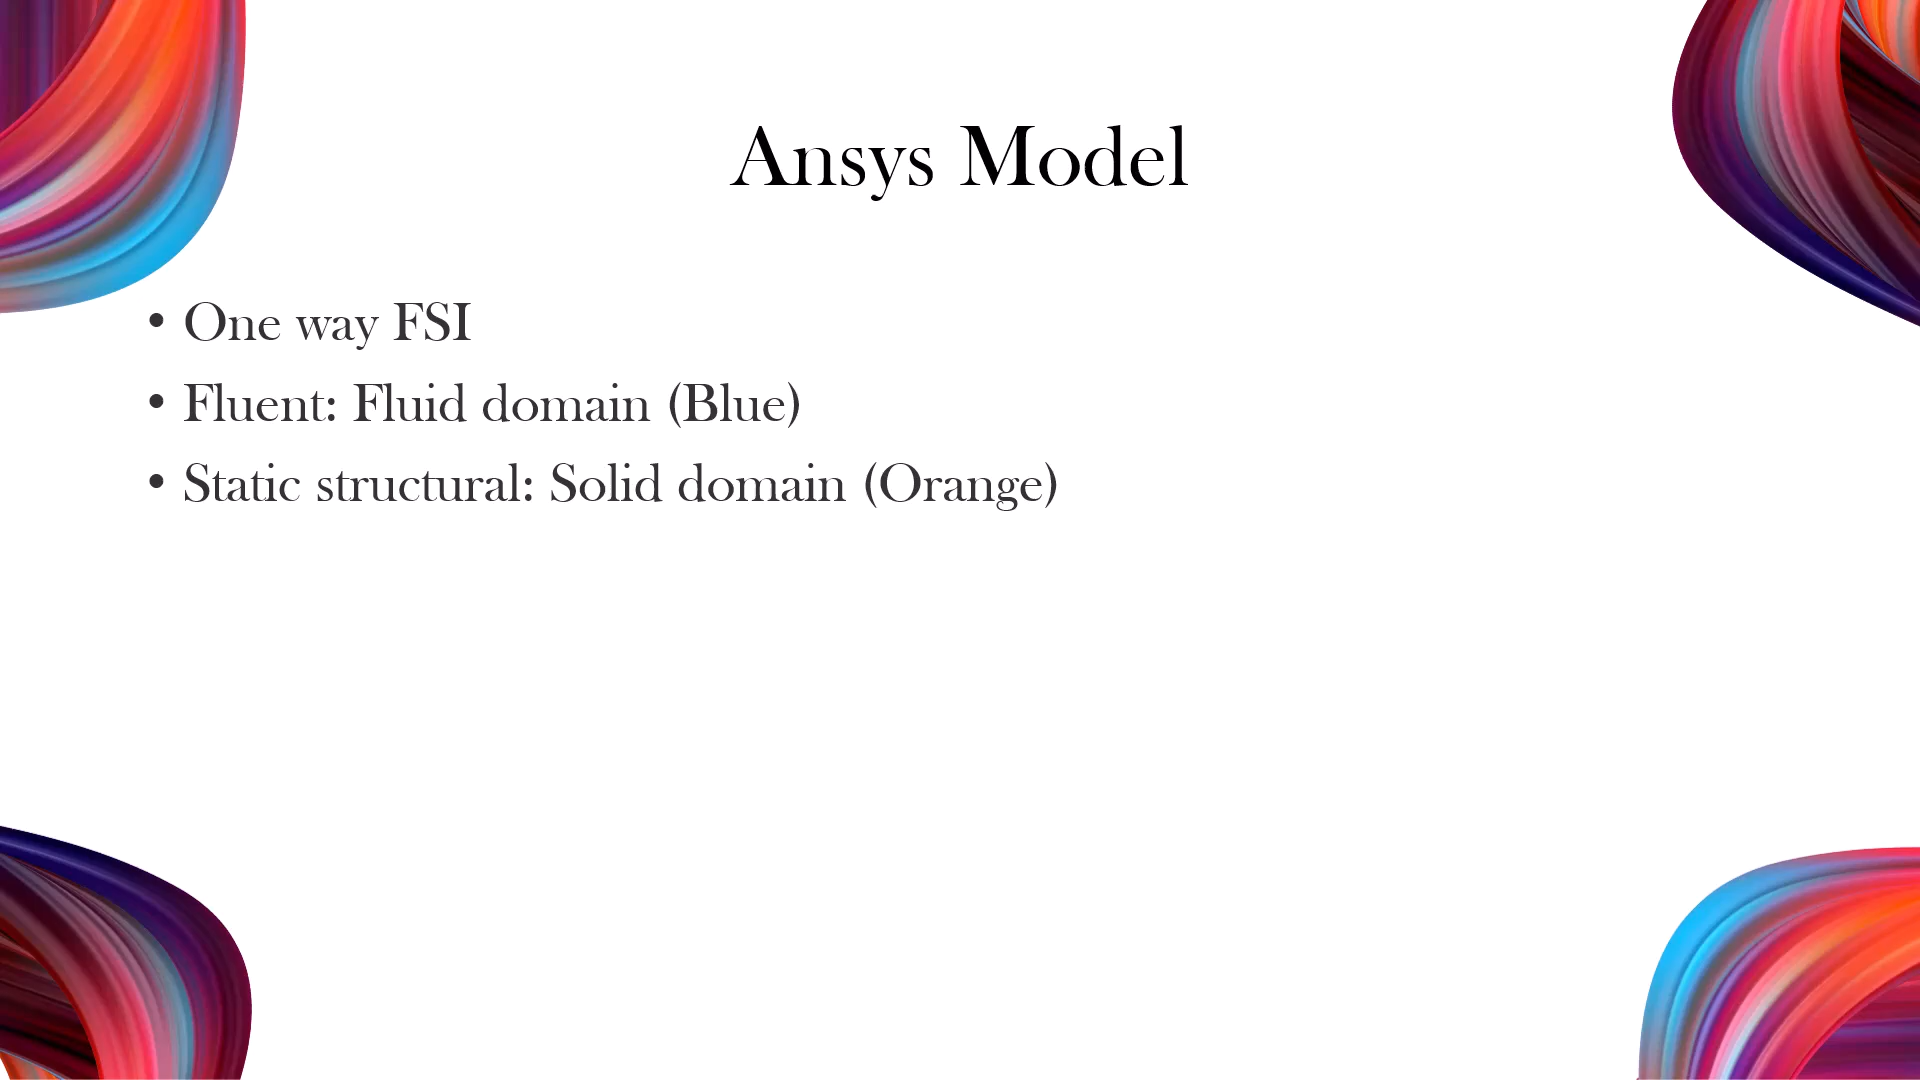 Ansys Model
• One way FSI
• Fluent: Fluid domain (Blue)
• Static structural: Solid domain (Orange)